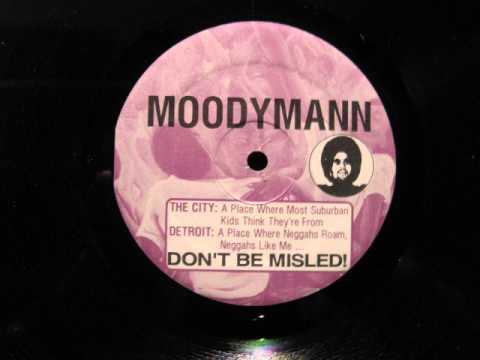 MOODYMANN
THE CITY: A Place Where Most Suburban
Kids Think They're From
DETROIT: A Place Where Neggahs Roam,
Neggahs Like Me ...
DON'T BE MISLED!